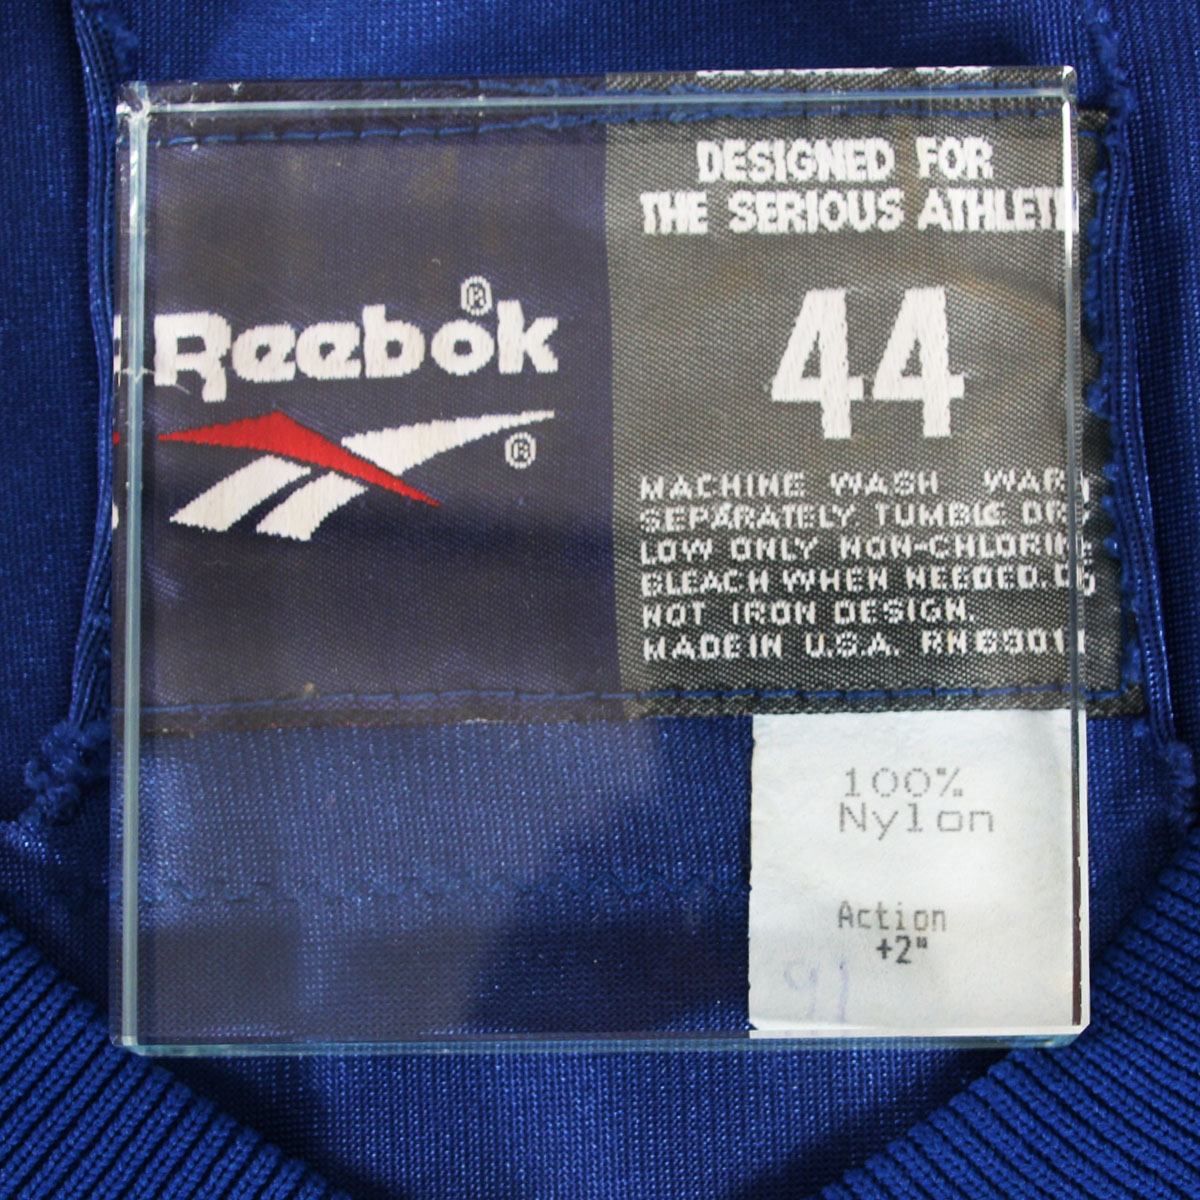 Reebok ®
®
DESIGNED FOR
THE SERIOUS ATHLETE
44
MACHINE WASH WARM
SEPARATELY. TUMBLE DRY
LOW ONLY NON-CHLORINE
BLEACH WHEN NEEDED. DO
NOT IRON DESIGN.
MADE IN U.S.A.
100%
Nylon
Action
+2"
91